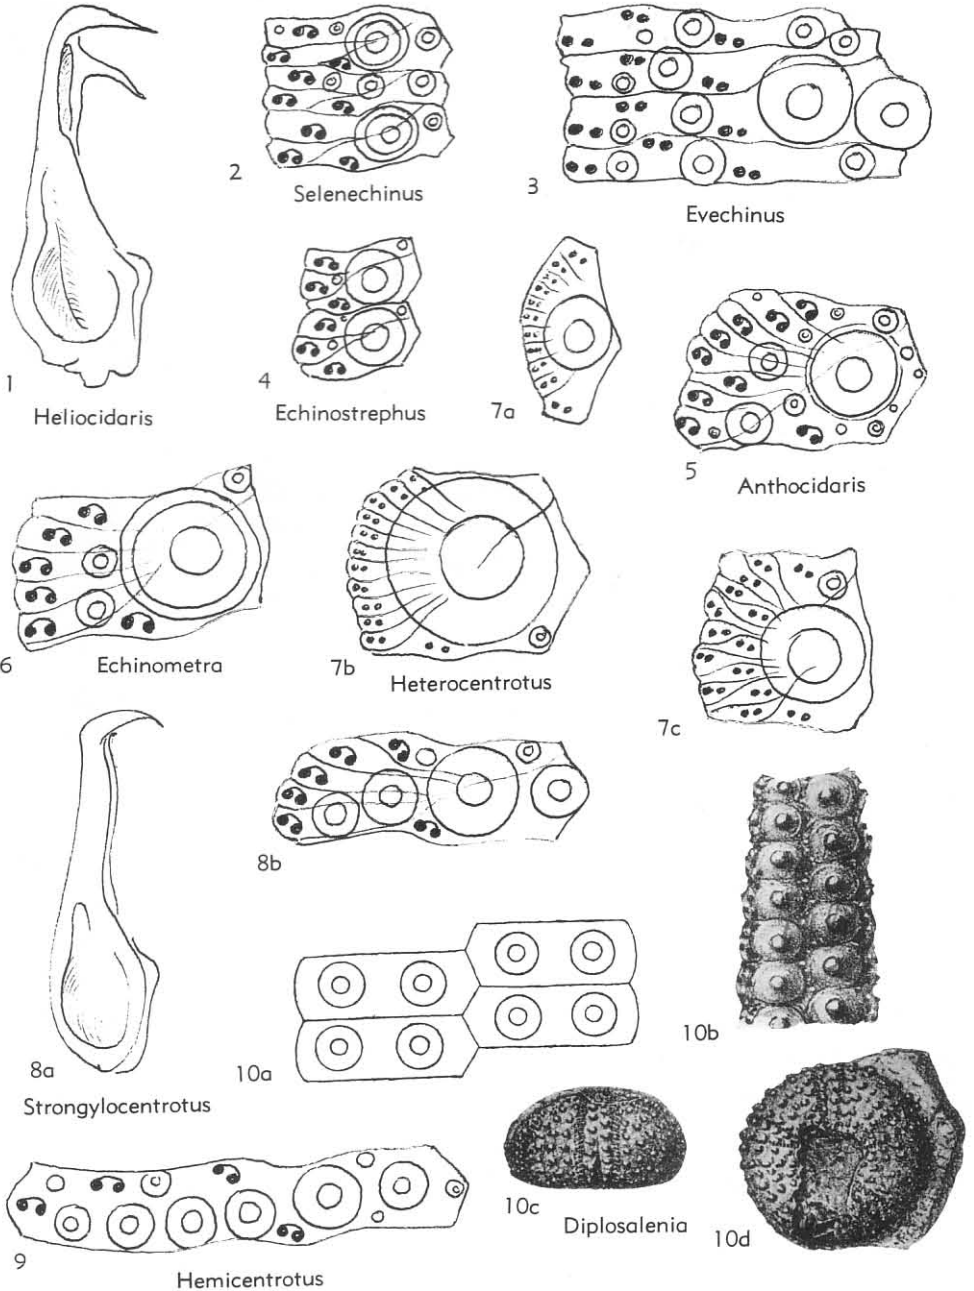 1
Heliocidaris
2
Selenechinus
3
Evechinus
4
Echinostrephus
7a
5
Anthocidaris
6
Echinometra
7b
Heterocentrotus
7c
8a
Strongylocentrotus
8b
10a
10b
10c
Diplosalenia
10d
9
Hemicentrotus